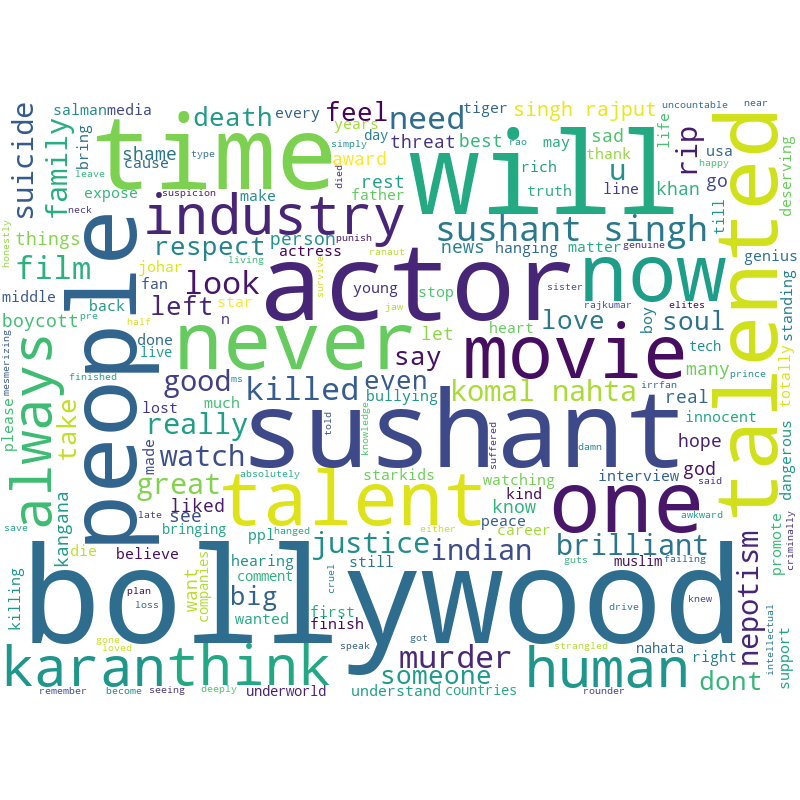 salman media
death
every
feel
need
tiger
singh rajput
uncountable
near
suicide
family
bring
shame
cause
time
type
years
day
simply
award
threat
best
rao
may
will
sad
thank
life
rip
usa
talented
happy
deserving
expose
leave
suspicion
neck
make
rest
father
died
punish
u
rich
truth
line
khan
go
till
honestly
things
people
industry
respect
person
actress
ranaut
genuine
sushant singh
news
hanging
matter
genius
film
johar
living
look
actor
survive
young
stop
sister
now
rajkumar
elites
standing
middle
back
fan
left
star
n
boycott
pre
half
done
live
never
let
heart
love
boy
soul
tech
always
please
mesmerizing
finished
take
good
ms
killed
say
even
bullying
movie
komal nahta
irrfan
many
real
prince
totally
lost
much
really
made
told
sushant
knowledge
suffered
damn
innocent
hope
god
said
dangerous
watch
great
absolutely
talent
starkids
watching
kind
interview
one
awkward
criminally
kangana
save
late
liked
see
either
know
peace
career
promote
bringing
ppl
hanged
die
believe
justice
indian
brilliant
nepotism
killing
want
companies
hearing
comment
still
muslim
failing
guts
plan
loss
big
wanted
first
finish
cruel
bollywood
drive
knew
gone
loved
speak
got
strangled
nahata
right
intellectual
support
karan
think
murder
someone
human
dont
remember
become
seeing
deeply
underworld
understand
countries
rounder